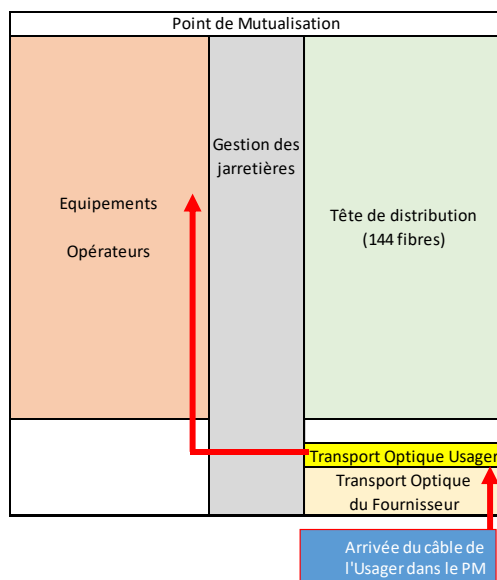 Point de Mutualisation
Gestion des
jarretières
Equipements
Opérateurs
Tête de distribution
(144 fibres)
Transport Optique Usager
Transport Optique
du Fournisseur
Arrivée du câble de
l'Usager dans le PM